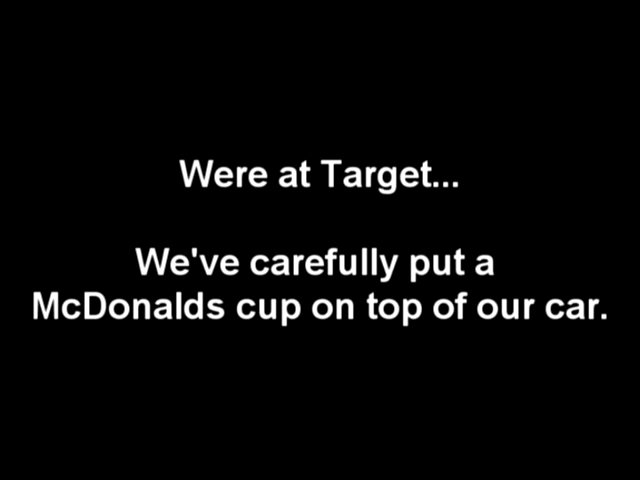 Were at Target...
We've carefully put a
McDonalds cup on top of our car.